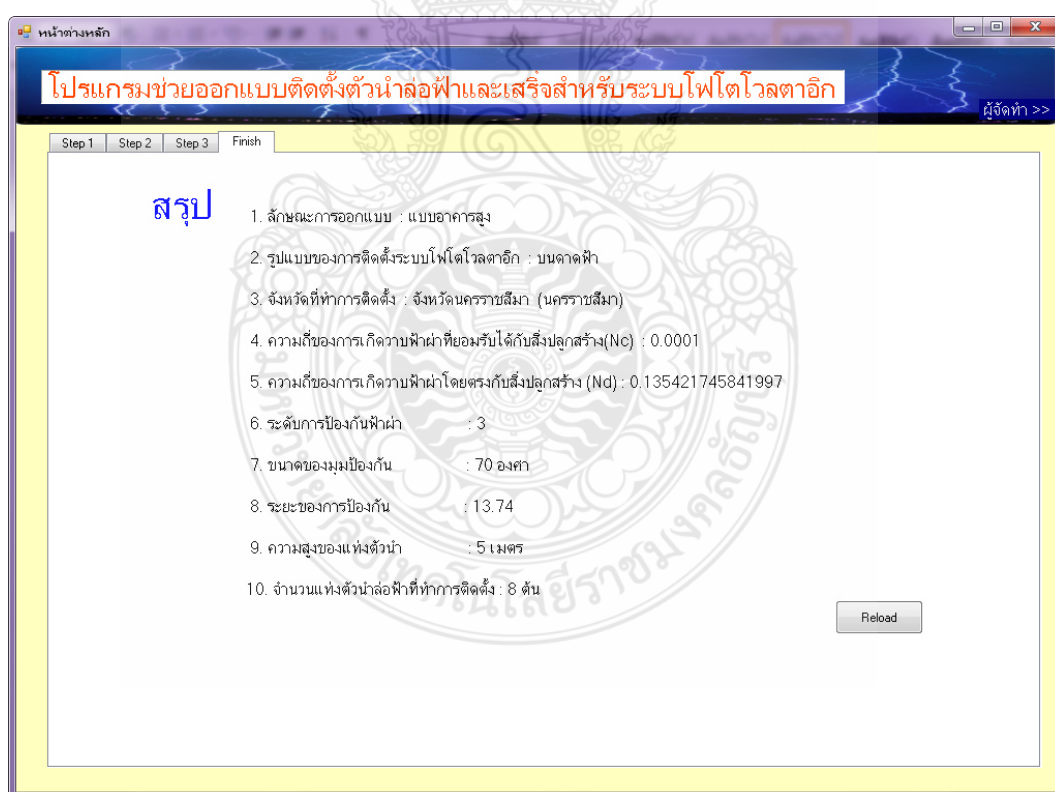 หน้าต่างหลัก
โปรแกรมช่วยออกแบบติดตั้งตัวนำล่อฟ้าและเสริ์จสำหรับระบบโฟโตโวลตาอิก
ผู้จัดทำ >>
Step 1 Step 2 Step 3 Finish
สรุป
1. ลักษณะการออกแบบ : แบบอาคารสูง
2. รูปแบบของการติดตั้งระบบโฟโตโวลตาอิก : บนดาดฟ้า
3. จังหวัดที่ทำการติดตั้ง : จังหวัดนครราชสีมา (นครราชสีมา)
4. ความถี่ของการเกิดวาบฟ้าผ่าที่ยอมรับได้กับสิ่งปลูกสร้าง(Nc) : 0.0001
5. ความถี่ของการเกิดวาบฟ้าผ่าโดยตรงกับสิ่งปลูกสร้าง (Nd) : 0.135421745841997
6. ระดับการป้องกันฟ้าผ่า : 3
7. ขนาดของมุมป้องกัน : 70 องศา
8. ระยะของการป้องกัน : 13.74
9. ความสูงของแท่งตัวนำ : 5 เมตร
10. จำนวนแท่งตัวนำล่อฟ้าที่ทำการติดตั้ง : 8 ต้น
Reload